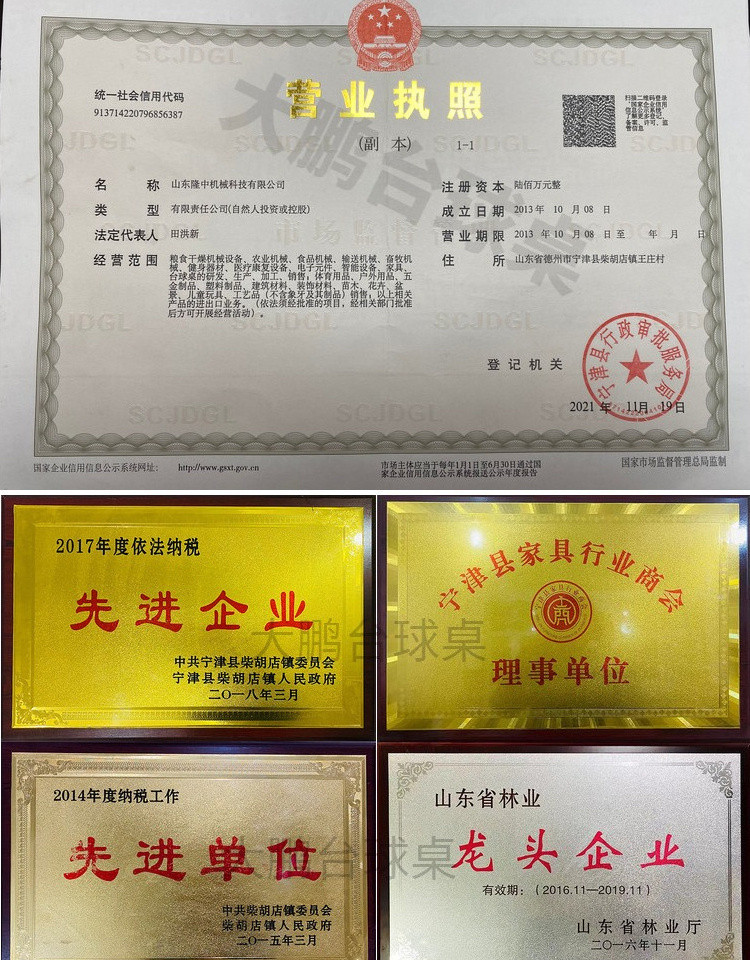 统一社会信用代码
913714220796856387
营业执照
(副 本) 1-1
扫描二维码登录
"国家企业信用
信息公示系统"
了解更多登记、
备案、许可、监
管信息
名 称 山东隆中机械科技有限公司
类 型 有限责任公司(自然人投资或控股)
法定代表人 田洪新
经营范围 粮食干燥机械设备、农业机械、食品机械、输送机械、畜牧机
械、健身器材、医疗康复设备、电子元件、智能设备、家具、
台球桌的研发、生产、加工、销售；体育用品、户外用品、五
金制品、塑料制品、建筑材料、装饰材料、苗木、花卉、盆
景、儿童玩具、工艺品（不含象牙及其制品）销售；以上相关
产品的进出口业务。（依法须经批准的项目，经相关部门批准
后方可开展经营活动）。
注册资本 陆佰万元整
成立日期 2013年 10 月 08 日
营业期限 2013 年 10 月 08 日 至 年 月 日
住 所 山东省德州市宁津县柴胡店镇王庄村
登记机关
宁津县行政审批服务局
2021 年 11月 19日
国家企业信用信息公示系统网址： http://www.gsxt.gov.cn
市场主体应当于每年1月1日至6月30日通过国
家企业信用信息公示系统报送公示年度报告
国家市场监督管理总局监制
大鹏台球桌
2017年度依法纳税
先进企业
中共宁津县柴胡店镇委员会
宁津县柴胡店镇人民政府
二〇一八年三月
宁津县家具行业商会
理事单位
大鹏台球桌
2014年度纳税工作
先进单位
中共柴胡店镇委员会
柴胡店镇人民政府
二〇一五年三月
山东省林业
龙头企业
有效期：（2016.11—2019.11）
山东省林业厅
二〇一六年十一月
大鹏台球桌